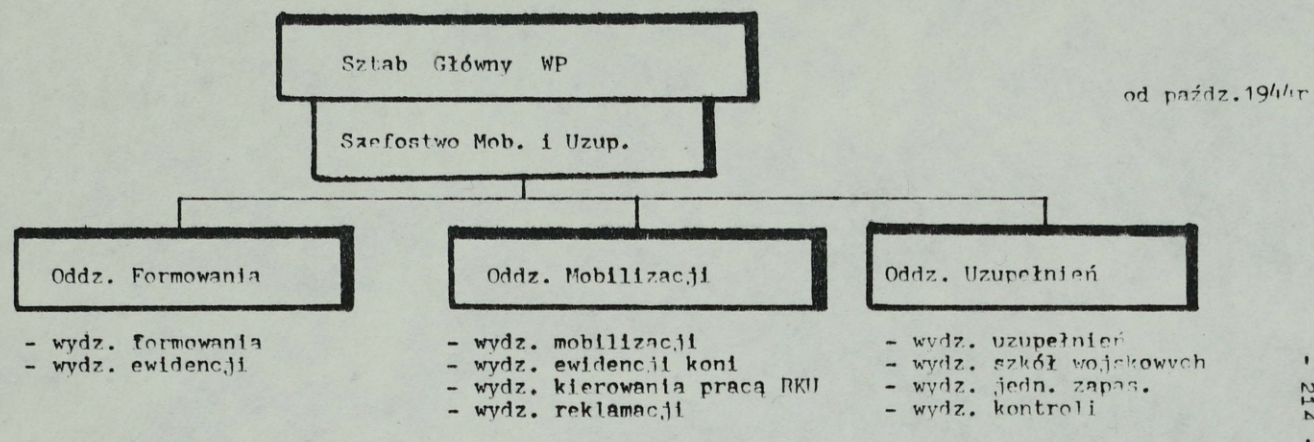 Sztab Główny WP
od paźdz.1944r
Szefostwo Mob. i Uzup.
Oddz. Formowania
- wydz. formowania
- wydz. ewidencji
Oddz. Mobilizacji
- wydz. mobilizacji
- wydz. ewidencji koni
- wydz. kierowania pracą RKU
- wydz. reklamacji
Oddz. Uzupełnień
- wydz. uzupełnień
- wydz. szkół wojskowych
- wydz. jedn. zapas.
- wydz. kontroli
- 212 -